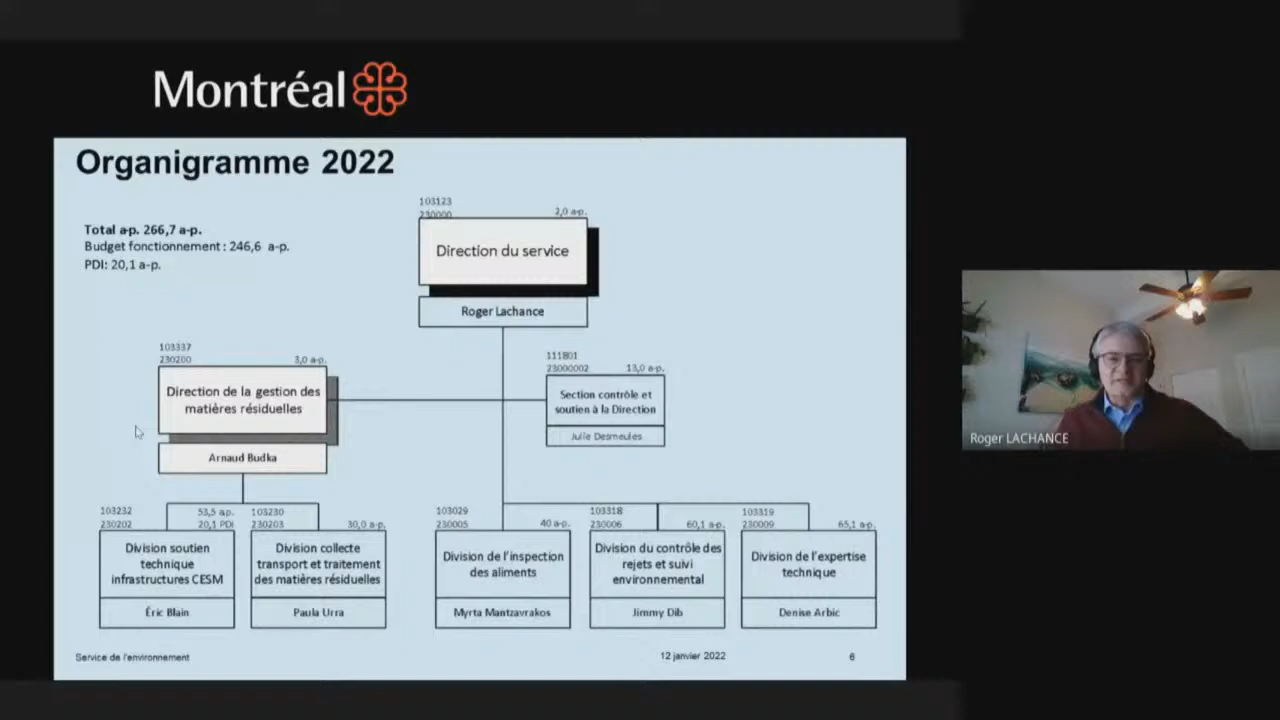 Montréal
Organigramme 2022
Total a-p. 266,7 a-p.
Budget fonctionnement : 246,6 a-p.
PDI: 20,1 a-p.
103123
230000
2,0 a-p.
Direction du service
Roger Lachance
103337
230200
3,0 a-p.
Direction de la gestion des
matières résiduelles
Arnaud Budka
111801
23000002
13,0 a-p.
Section contrôle et
soutien à la Direction
Julie Desmeules
103232
230202
53,5 a.p.
20,1 PDI
Division soutien
technique
infrastructures CESM
Éric Blain
103230
230203
30,0 a-p.
Division collecte
transport et traitement
des matières résiduelles
Paula Urra
103029
230005
40 a-p.
Division de l'inspection
des aliments
Myrta Mantzavrakos
103318
230006
60,1 a-p.
Division du contrôle des
rejets et suivi
environnemental
Jimmy Dib
103319
230009
65,1 a-p.
Division de l'expertise
technique
Denise Arbic
Service de l'environnement
12 janvier 2022
6
Roger LACHANCE